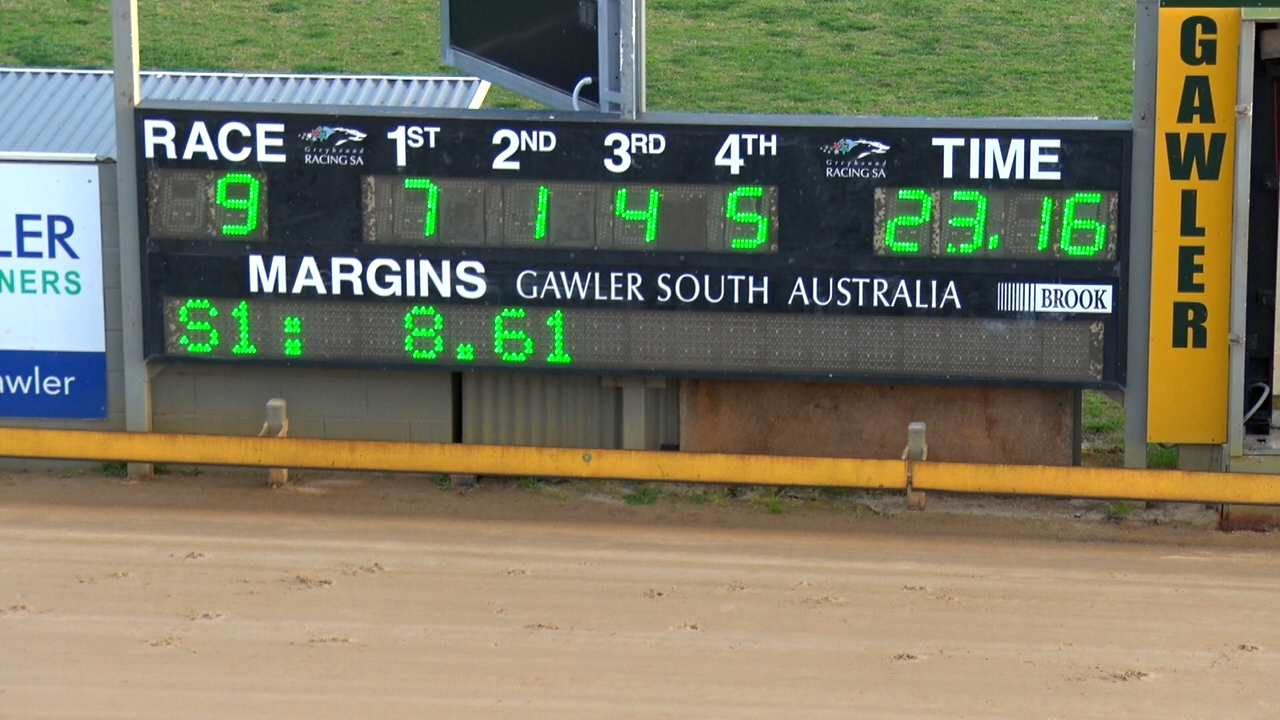 RACE
Greyhound
RACING SA
1ST 2ND 3RD 4TH
Greyhound
RACING SA
TIME
9 7 1 4 5 23.16
MARGINS GAWLER SOUTH AUSTRALIA BROOK
S1: 8.61
LER
NERS
awler
GAWLER